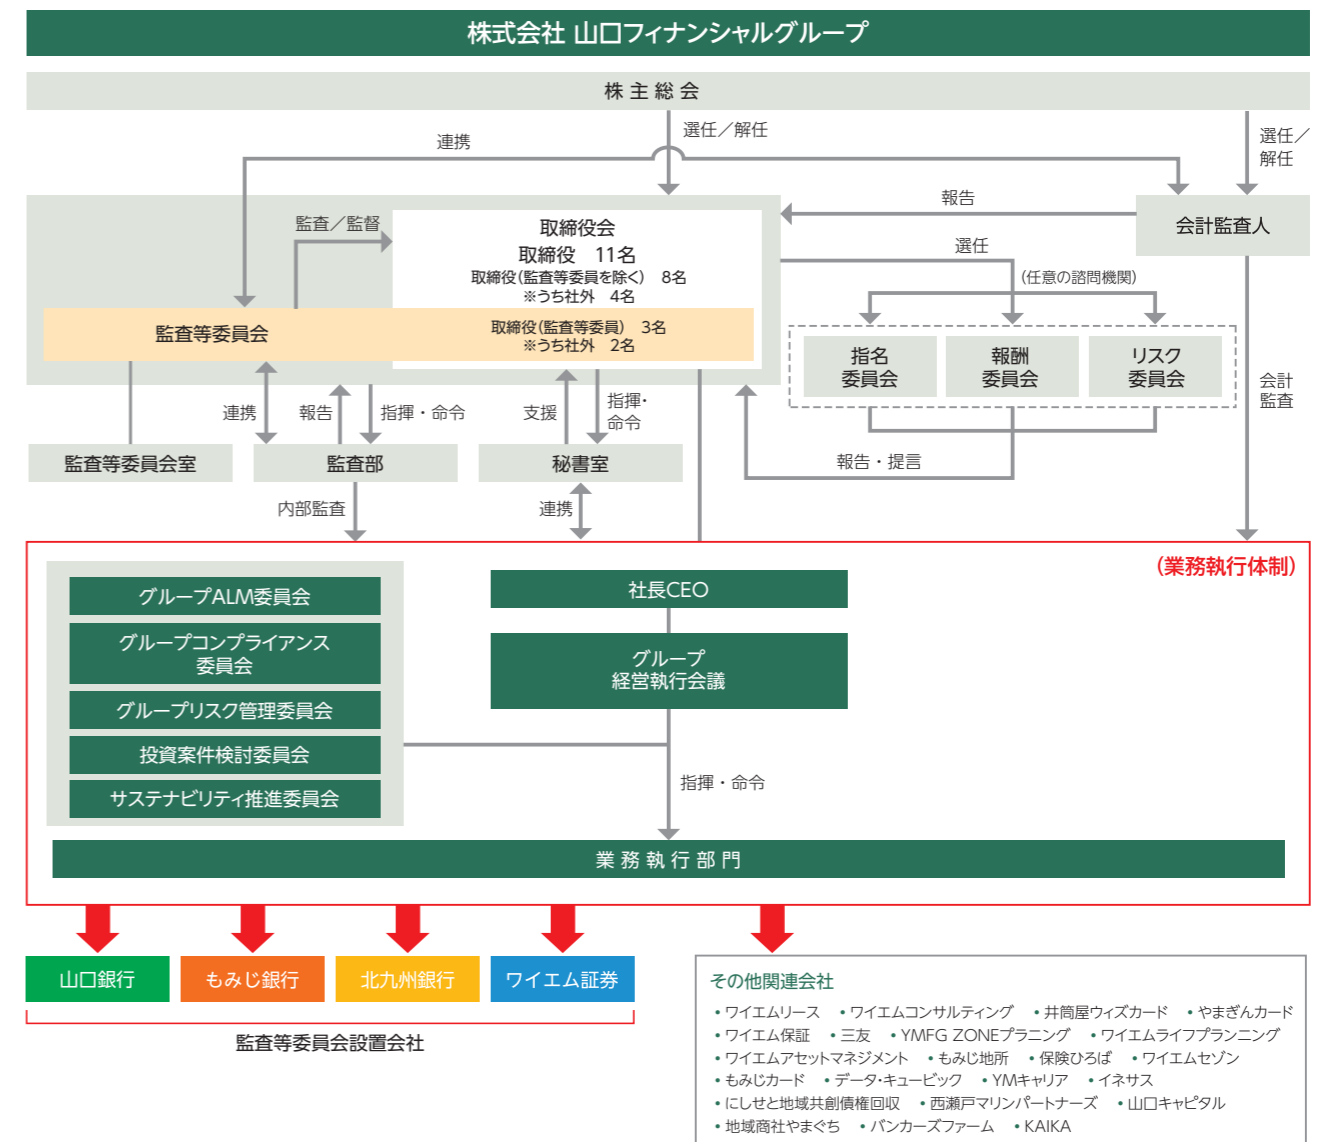 株式会社 山口フィナンシャルグループ
株主総会
選任／解任
選任／
解任
連携
報告
会計監査人
監査／監督
取締役会
取締役　11名
取締役（監査等委員を除く）　8名
※うち社外　4名
選任
（任意の諮問機関）
監査等委員会
取締役（監査等委員）　3名
※うち社外　2名
指名
委員会
報酬
委員会
リスク
委員会
会計
監査
連携
報告
指揮・命令
支援
指揮・
命令
監査等委員会室
監査部
秘書室
報告・提言
内部監査
連携
（業務執行体制）
グループALM委員会
グループコンプライアンス
委員会
グループリスク管理委員会
投資案件検討委員会
サステナビリティ推進委員会
社長CEO
グループ
経営執行会議
指揮・命令
業務執行部門
山口銀行
もみじ銀行
北九州銀行
ワイエム証券
監査等委員会設置会社
その他関連会社
・ワイエムリース　・ワイエムコンサルティング　・井筒屋ウィズカード　・やまぎんカード
・ワイエム保証　・三友　・YMFG ZONEプラニング　・ワイエムライフプランニング
・ワイエムアセットマネジメント　・もみじ地所　・保険ひろば　・ワイエムセゾン
・もみじカード　・データ・キュービック　・YMキャリア　・イネサス
・にしせと地域共創債権回収　・西瀬戸マリンパートナーズ　・山口キャピタル
・地域商社やまぐち　・バンカーズファーム　・KAIKA